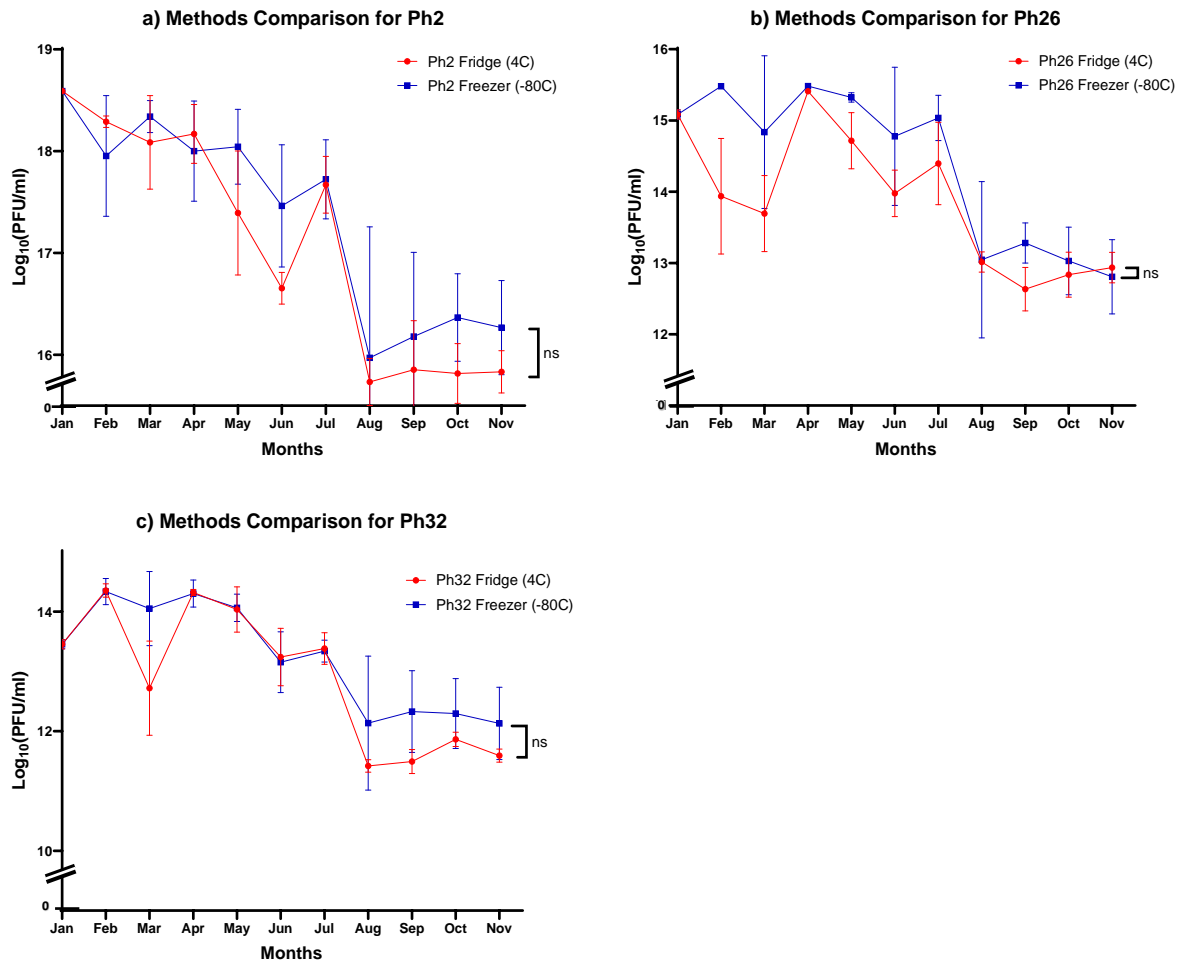 a) Methods Comparison for Ph2
Ph2 Fridge (4C)
Ph2 Freezer (-80C)
Log10(PFU/ml)
19
18
17
16
0
ns
Jan Feb Mar Apr May Jun Jul Aug Sep Oct Nov
Months
b) Methods Comparison for Ph26
Ph26 Fridge (4C)
Ph26 Freezer (-80C)
Log10(PFU/ml)
16
15
14
13
12
0
ns
Jan Feb Mar Apr May Jun Jul Aug Sep Oct Nov
Months
c) Methods Comparison for Ph32
Ph32 Fridge (4C)
Ph32 Freezer (-80C)
Log10(PFU/ml)
14
12
10
0
ns
Jan Feb Mar Apr May Jun Jul Aug Sep Oct Nov
Months